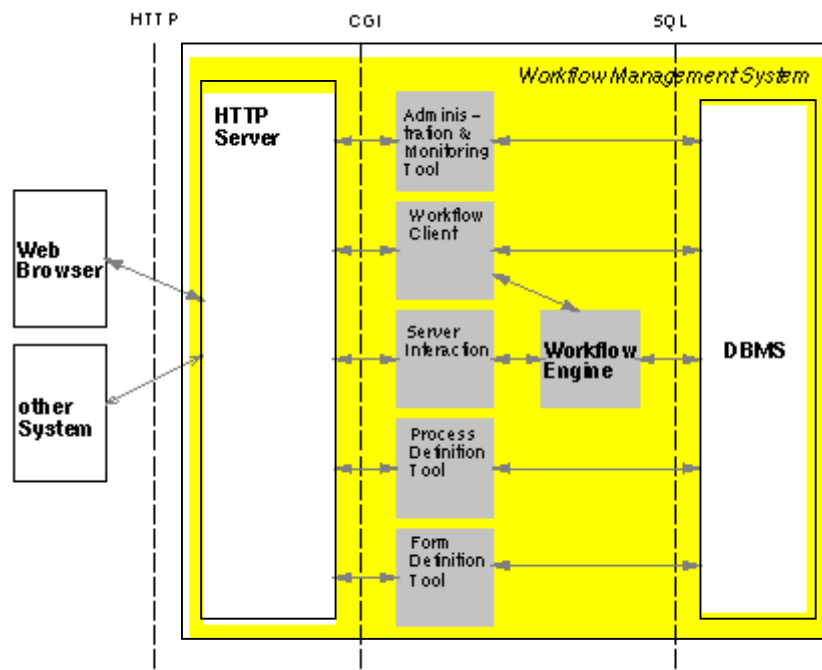 HTTP
CGI
SQL
Workflow Management System
HTTP
Server
Adminis-
tration &
Monitoring
Tool
Workflow
Client
Web
Browser
Server
Interaction
Workflow
Engine
DBMS
other
System
Process
Definition
Tool
Form
Definition
Tool